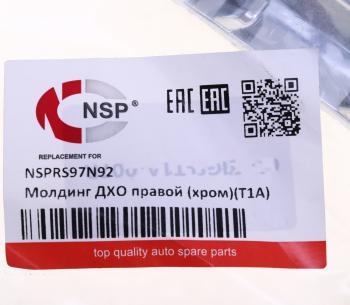 NSP®
EAC EAC
REPLACEMENT FOR
NSPRS97N92
Молдинг ДХО правой (хром)(T1A)
top quality auto spare parts